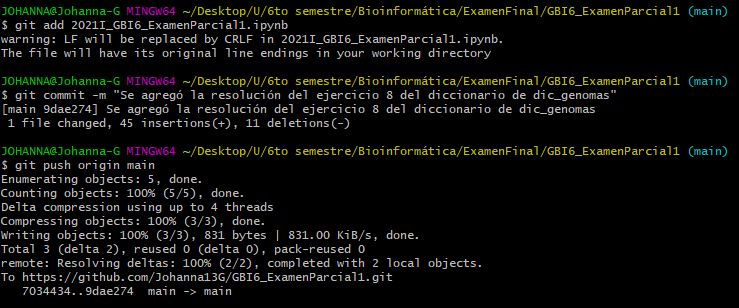 JOHANNA@Johanna-G MINGW64 ~/Desktop/U/6to semestre/Bioinformática/ExamenFinal/GBI6_ExamenParcial1 (main)
$ git add 2021I_GBI6_ExamenParcial1.ipynb
warning: LF will be replaced by CRLF in 2021I_GBI6_ExamenParcial1.ipynb.
The file will have its original line endings in your working directory
JOHANNA@Johanna-G MINGW64 ~/Desktop/U/6to semestre/Bioinformática/ExamenFinal/GBI6_ExamenParcial1 (main)
$ git commit -m "Se agregó la resolución del ejercicio 8 del diccionario de dic_genomas"
[main 9dae274] Se agregó la resolución del ejercicio 8 del diccionario de dic_genomas
 1 file changed, 45 insertions(+), 11 deletions(-)
JOHANNA@Johanna-G MINGW64 ~/Desktop/U/6to semestre/Bioinformática/ExamenFinal/GBI6_ExamenParcial1 (main)
$ git push origin main
Enumerating objects: 5, done.
Counting objects: 100% (5/5), done.
Delta compression using up to 4 threads
Compressing objects: 100% (3/3), done.
Writing objects: 100% (3/3), 831 bytes | 831.00 KiB/s, done.
Total 3 (delta 2), reused 0 (delta 0), pack-reused 0
remote: Resolving deltas: 100% (2/2), completed with 2 local objects.
To https://github.com/Johanna13G/GBI6_ExamenParcial1.git
   7034434..9dae274  main -> main